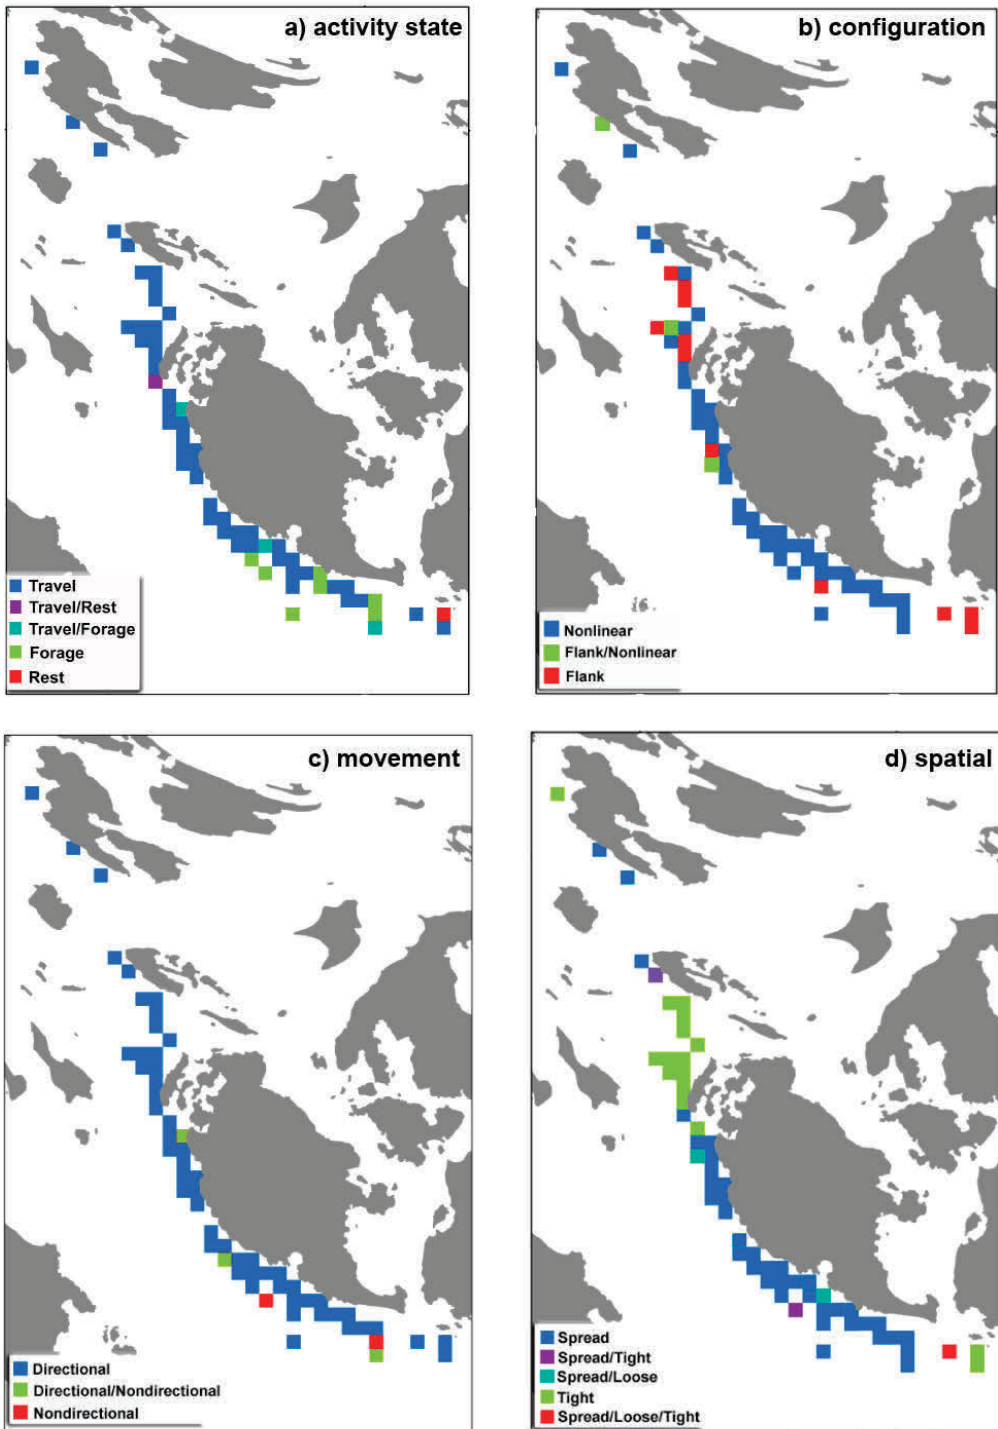 a) activity state
Travel
Travel/Rest
Travel/Forage
Forage
Rest
b) configuration
Nonlinear
Flank/Nonlinear
Flank
c) movement
Directional
Directional/Nondirectional
Nondirectional
d) spatial
Spread
Spread/Tight
Spread/Loose
Tight
Spread/Loose/Tight